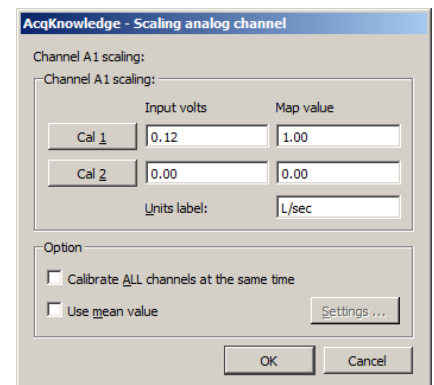 AcqKnowledge - Scaling analog channel
Channel A1 scaling:
Channel A1 scaling:
Input volts Map value
Cal 1 0.12 1.00
Cal 2 0.00 0.00
Units label: L/sec
Option
Calibrate ALL channels at the same time
Use mean value Settings ...
OK Cancel